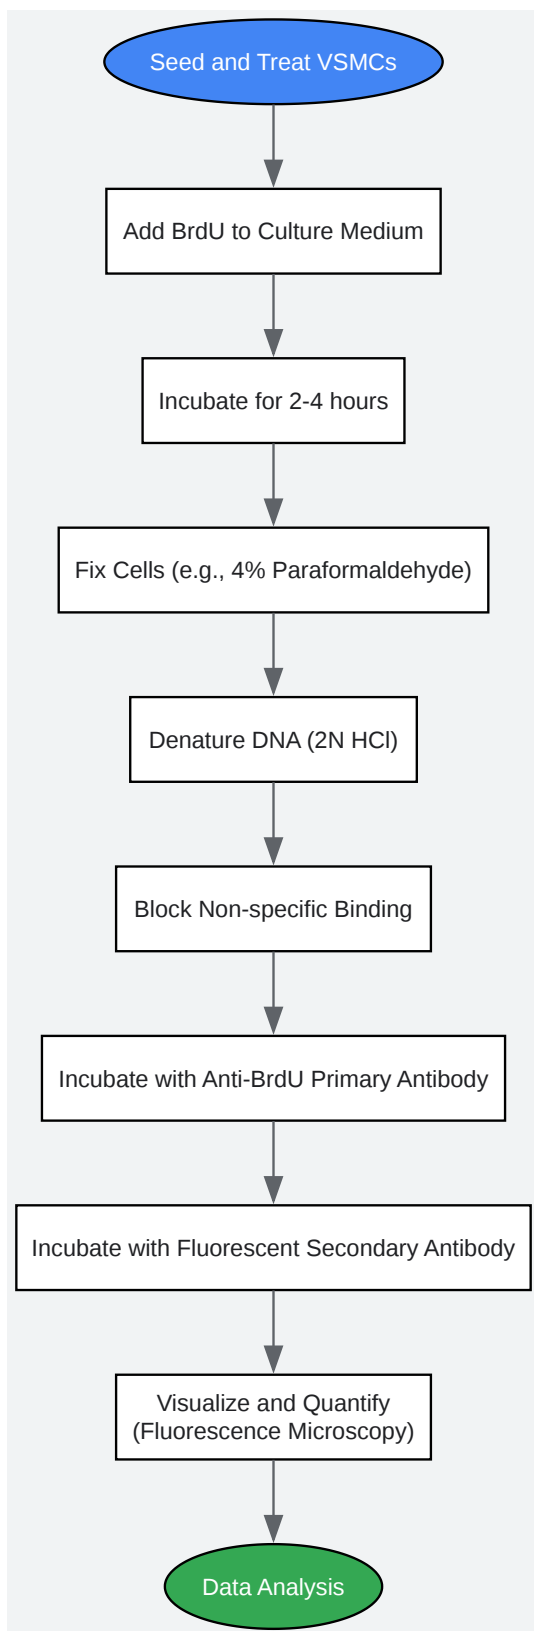 Seed and Treat VSMCs
Add BrdU to Culture Medium
Incubate for 2-4 hours
Fix Cells (e.g., 4% Paraformaldehyde)
Denature DNA (2N HCl)
Block Non-specific Binding
Incubate with Anti-BrdU Primary Antibody
Incubate with Fluorescent Secondary Antibody
Visualize and Quantify
(Fluorescence Microscopy)
Data Analysis